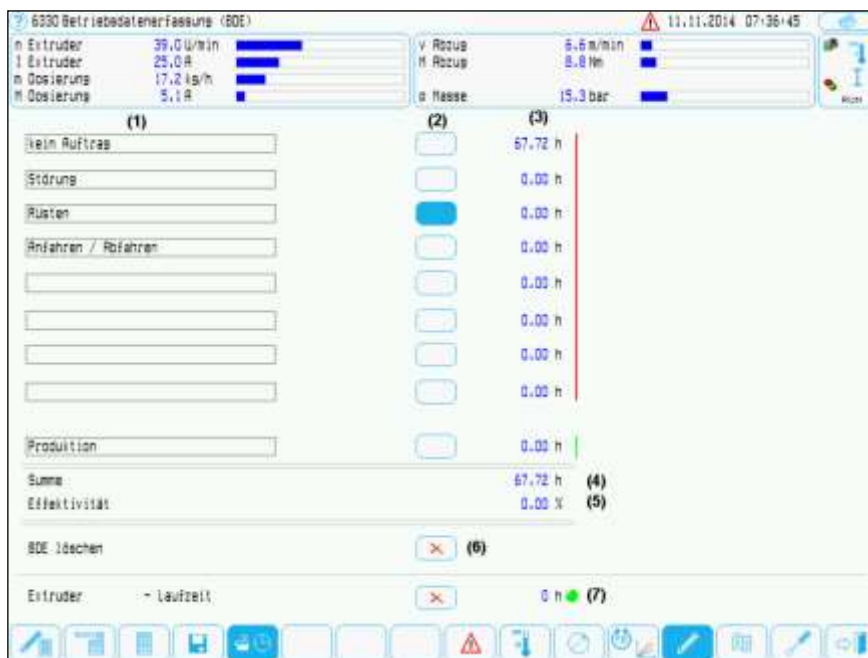 ? 6330 Betriebsdatenerfassung (BDE) 11.11.2014 07:36:45
n Extruder 39.0 U/min v Abzug 6.6 m/min
I Extruder 25.0 A M Abzug 8.8 Nm
m Dosierung 17.2 kg/h
M Dosierung 5.1 A p Masse 15.3 bar
(1) (2) (3)
kein Auftrag 67.72 h
Störung 0.00 h
Rüsten 0.00 h
Anfahren / Abfahren 0.00 h
0.00 h
0.00 h
0.00 h
0.00 h
Produktion 0.00 h
Summe 67.72 h (4)
Effektivität 0.00 % (5)
BDE löschen (6)
Extruder - Laufzeit 0 h (7)